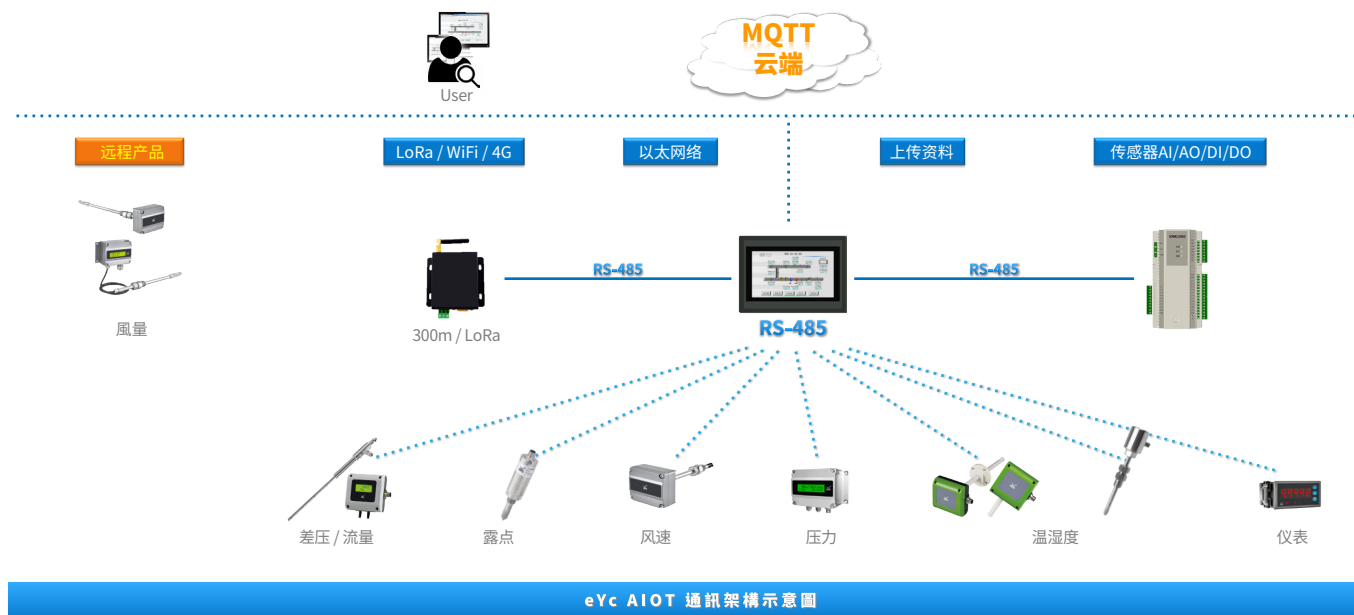 MQTT
云端
User
远程产品
LoRa / WiFi / 4G
以太网络
上传资料
传感器AI/AO/DI/DO
RS-485
RS-485
RS-485
風量
300m / LoRa
差压 / 流量
露点
风速
压力
温湿度
仪表
eYc AIOT 通訊架構示意圖